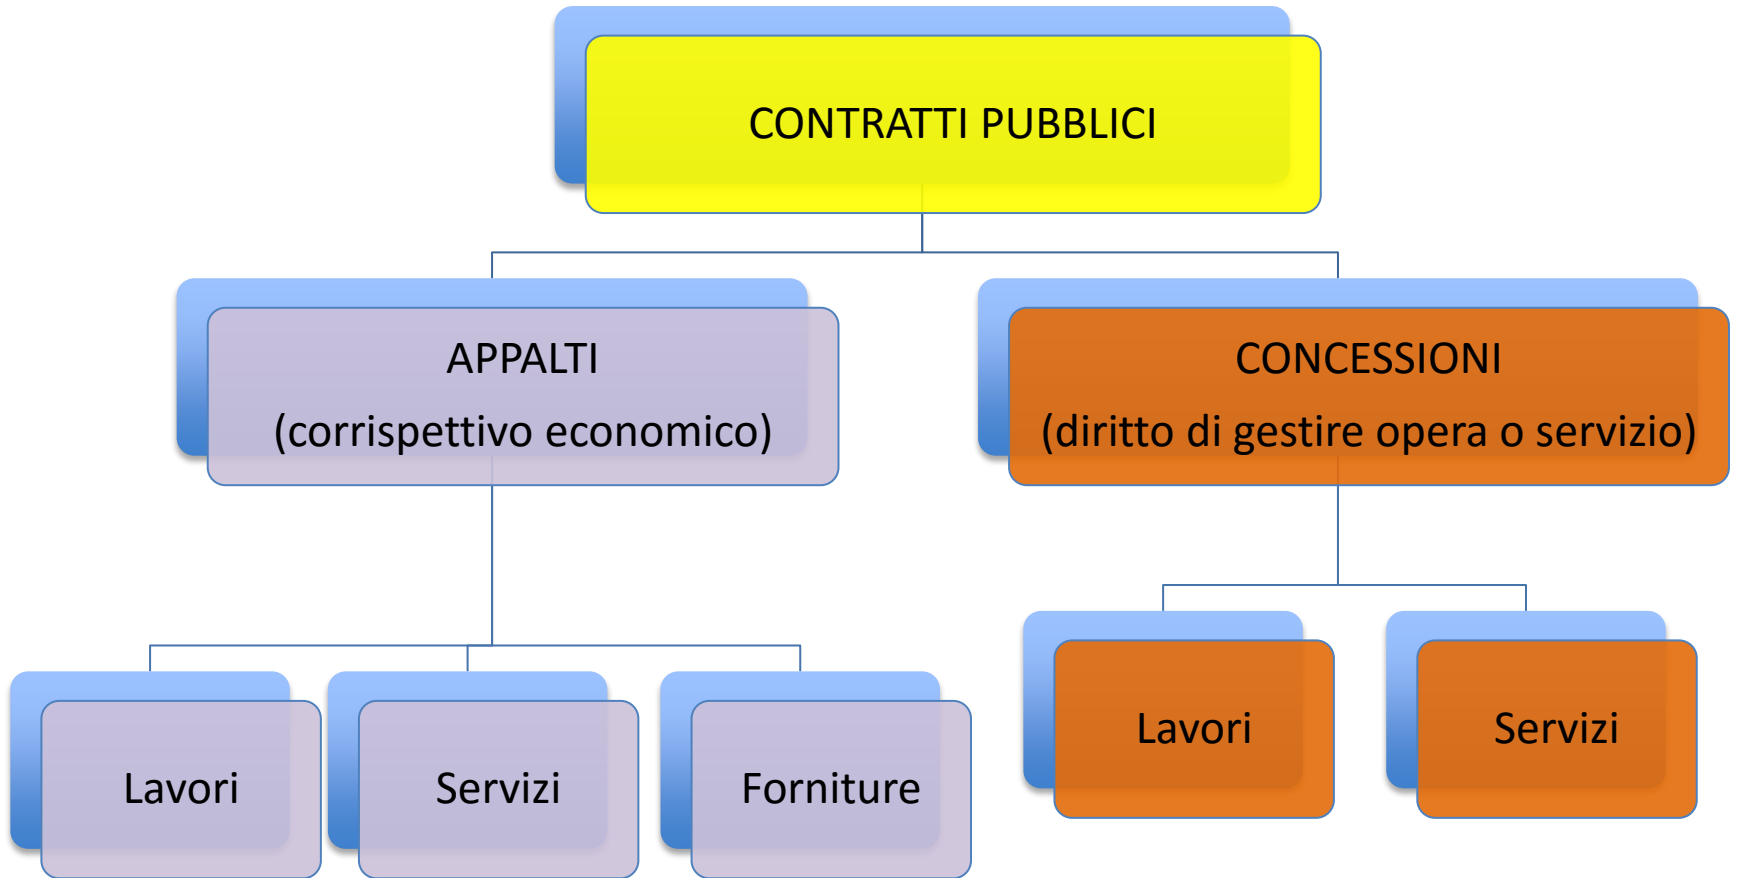 CONTRATTI PUBBLICI
APPALTI
(corrispettivo economico)
CONCESSIONI
(diritto di gestire opera o servizio)
Lavori
Servizi
Forniture
Lavori
Servizi